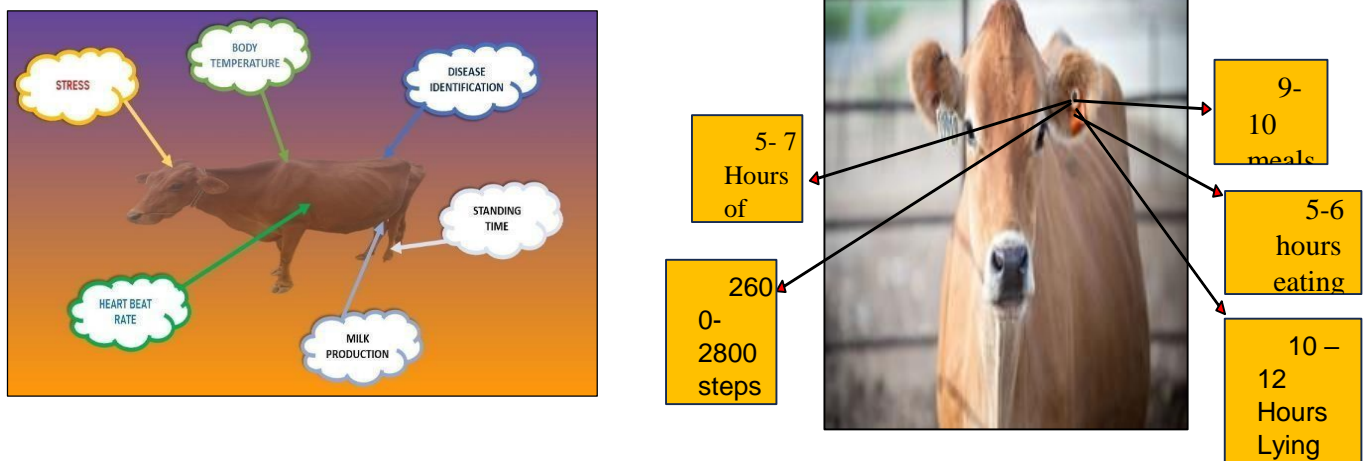 STRESS
BODY
TEMPERATURE
DISEASE
IDENTIFICATION
STANDING
TIME
HEART BEAT
RATE
MILK
PRODUCTION
5- 7
Hours
of
260
0-
2800
steps
9-
10
meals
5-6
hours
eating
10 –
12
Hours
Lying